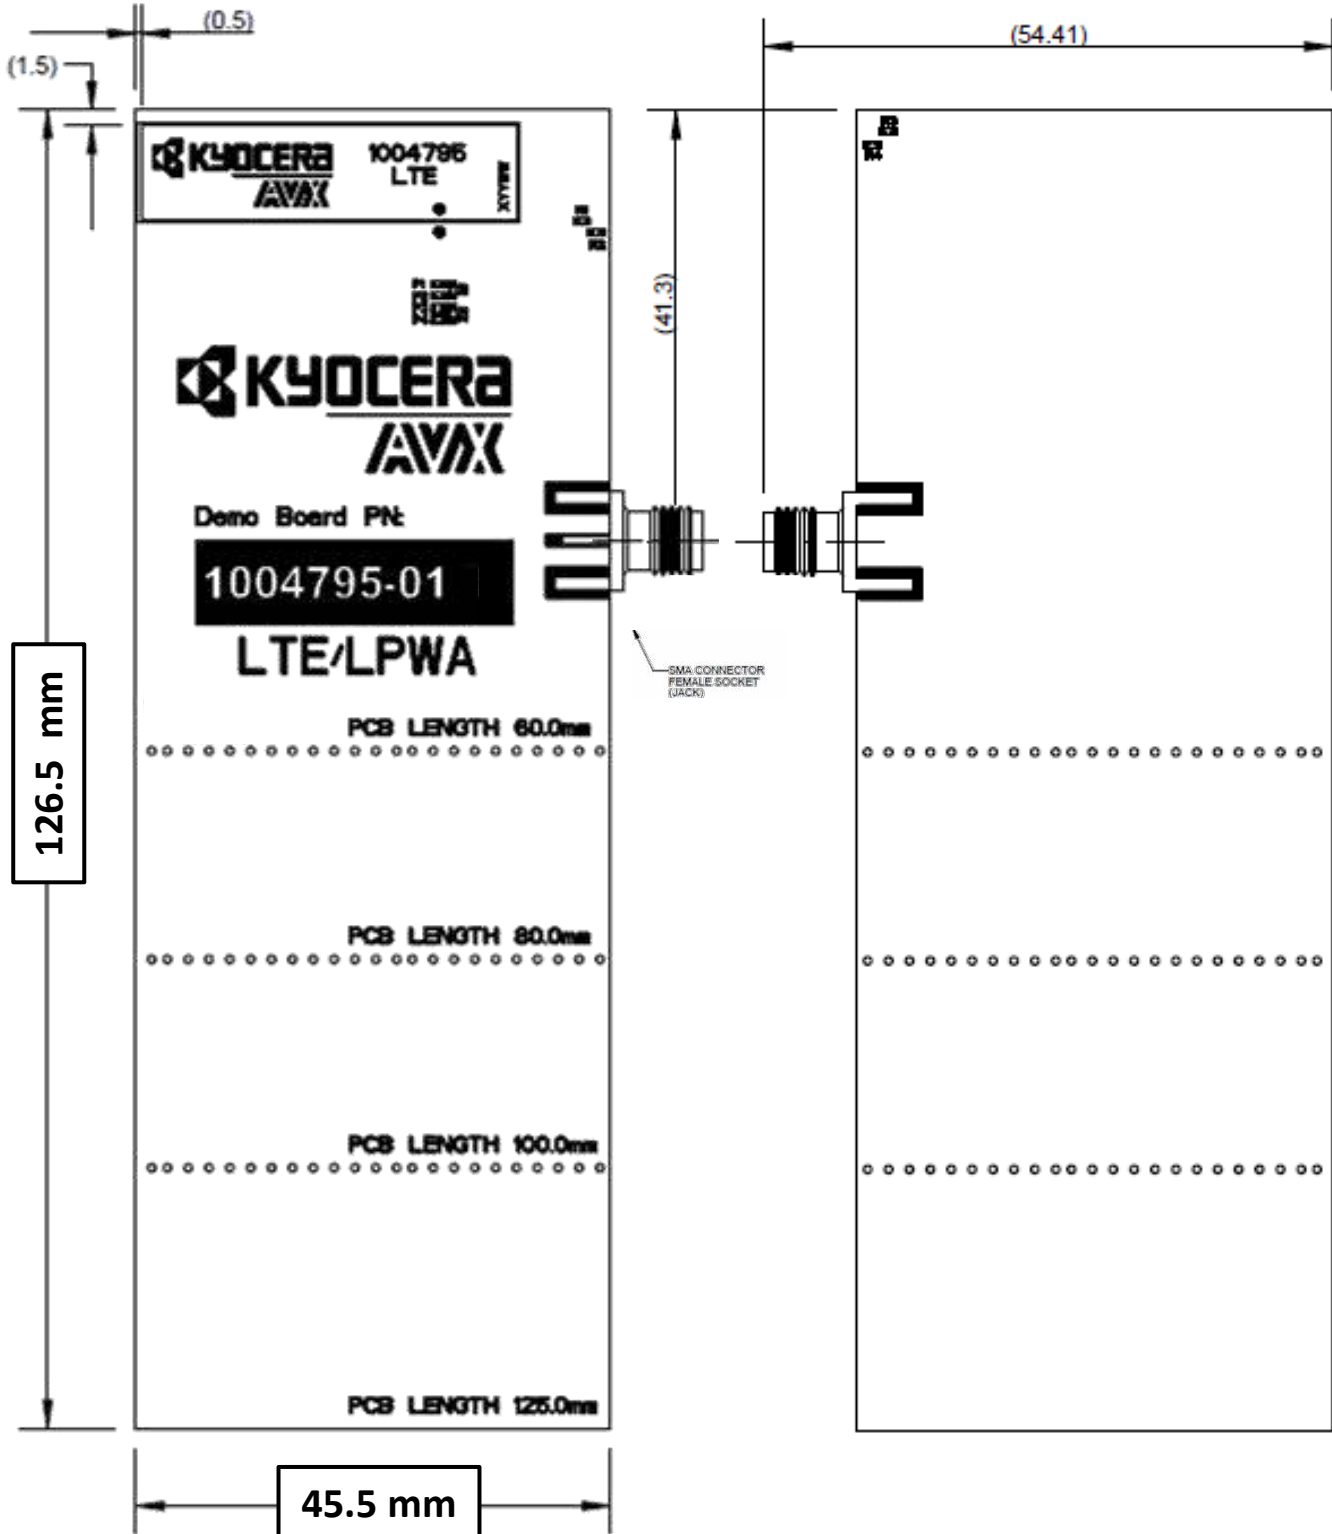 (0.5)
(54.41)
(1.5)
KYOCERA
AVX
1004795
LTE
XYYWW
(41.3)
KYOCERA
AVX
Demo Board PN:
1004795-01
LTE/LPWA
SMA CONNECTOR
FEMALE SOCKET
(JACK)
126.5 mm
PCB LENGTH 60.0mm
PCB LENGTH 80.0mm
PCB LENGTH 100.0mm
PCB LENGTH 125.0mm
45.5 mm